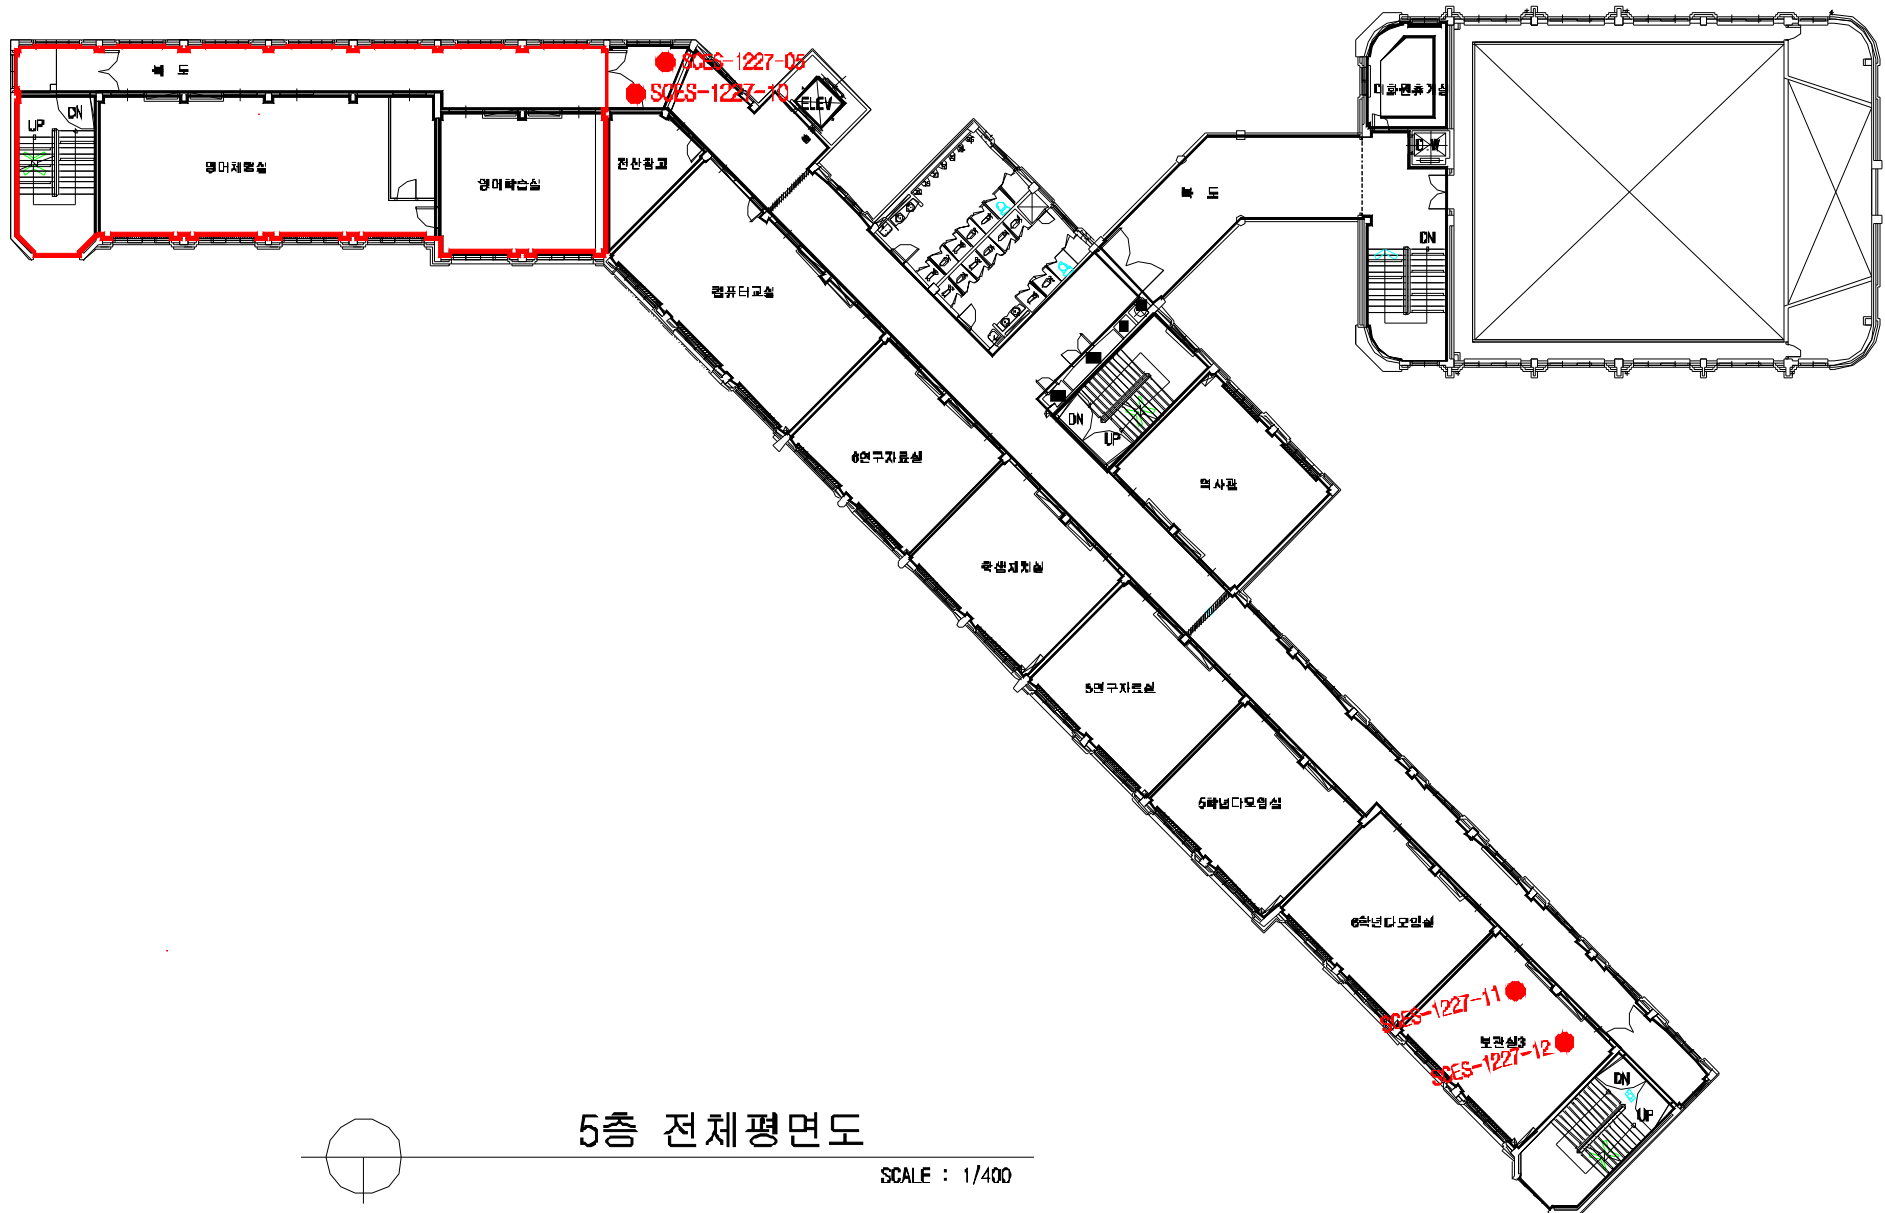 SCES-1227-05
SCES-1227-10
복 도
DN
UP
영어체험실
영어학습실
전산창고
ELEV
복 도
D/W
DN
컴퓨터교실
6연구자료실
학생자치실
DN
UP
역사관
5연구자료실
5학년다모임실
6학년다모임실
SCES-1227-11
보관실3
SCES-1227-12
DN
UP
5층 전체평면도
SCALE : 1/400